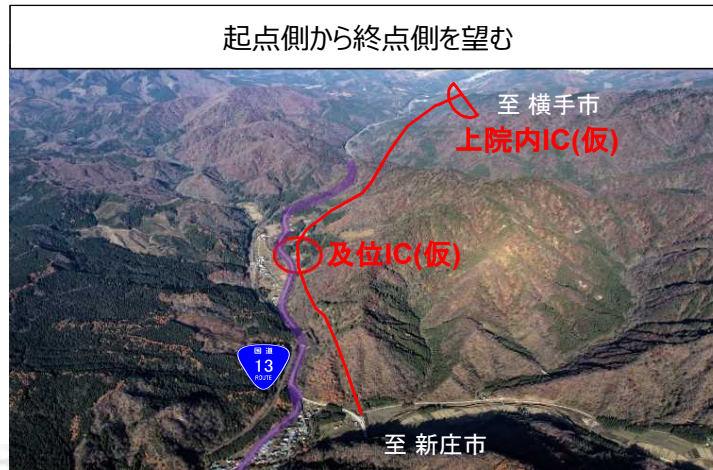 起点側から終点側を望む
至 横手市
上院内IC(仮)
及位IC(仮)
国道
13
ROUTE
至 新庄市